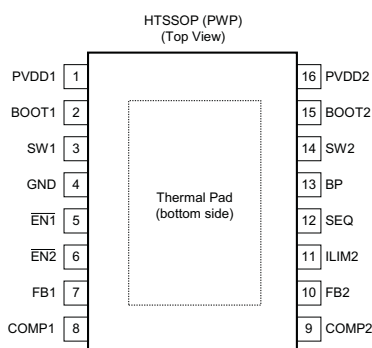 HTSSOP (PWP)
(Top View)
PVDD1 1 16 PVDD2
BOOT1 2 15 BOOT2
SW1 3 14 SW2
GND 4 13 BP
Thermal Pad
(bottom side)
E̅N̅1̅ 5 12 SEQ
E̅N̅2̅ 6 11 ILIM2
FB1 7 10 FB2
COMP1 8 9 COMP2